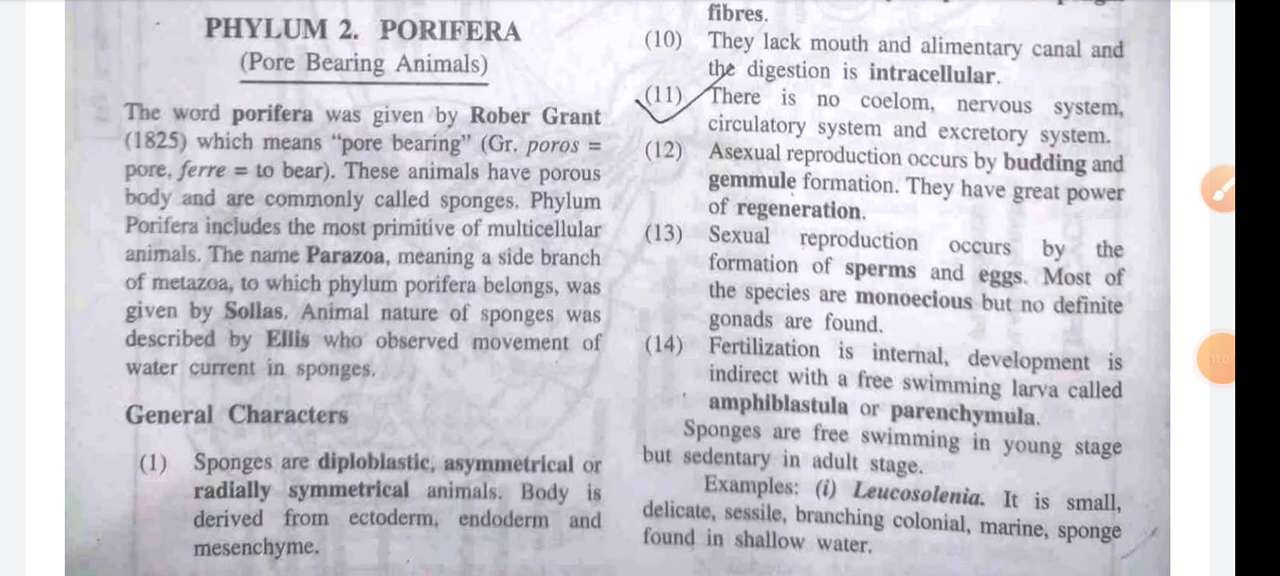 PHYLUM 2. PORIFERA
(Pore Bearing Animals)
The word porifera was given by Rober Grant
(1825) which means "pore bearing" (Gr. poros =
pore, ferre = to bear). These animals have porous
body and are commonly called sponges. Phylum
Porifera includes the most primitive of multicellular
animals. The name Parazoa, meaning a side branch
of metazoa, to which phylum porifera belongs, was
given by Sollas. Animal nature of sponges was
described by Ellis who observed movement of
water current in sponges.
General Characters
(1) Sponges are diploblastic, asymmetrical or
radially symmetrical animals. Body is
derived from ectoderm, endoderm and
mesenchyme.
fibres.
(10) They lack mouth and alimentary canal and
the digestion is intracellular.
(11) There is no coelom, nervous system,
circulatory system and excretory system.
(12) Asexual reproduction occurs by budding and
gemmule formation. They have great power
of regeneration.
(13) Sexual reproduction occurs by the
formation of sperms and eggs. Most of
the species are monoecious but no definite
gonads are found.
(14) Fertilization is internal, development is
indirect with a free swimming larva called
amphiblastula or parenchymula.
Sponges are free swimming in young stage
but sedentary in adult stage.
Examples: (i) Leucosolenia. It is small,
delicate, sessile, branching colonial, marine, sponge
found in shallow water.